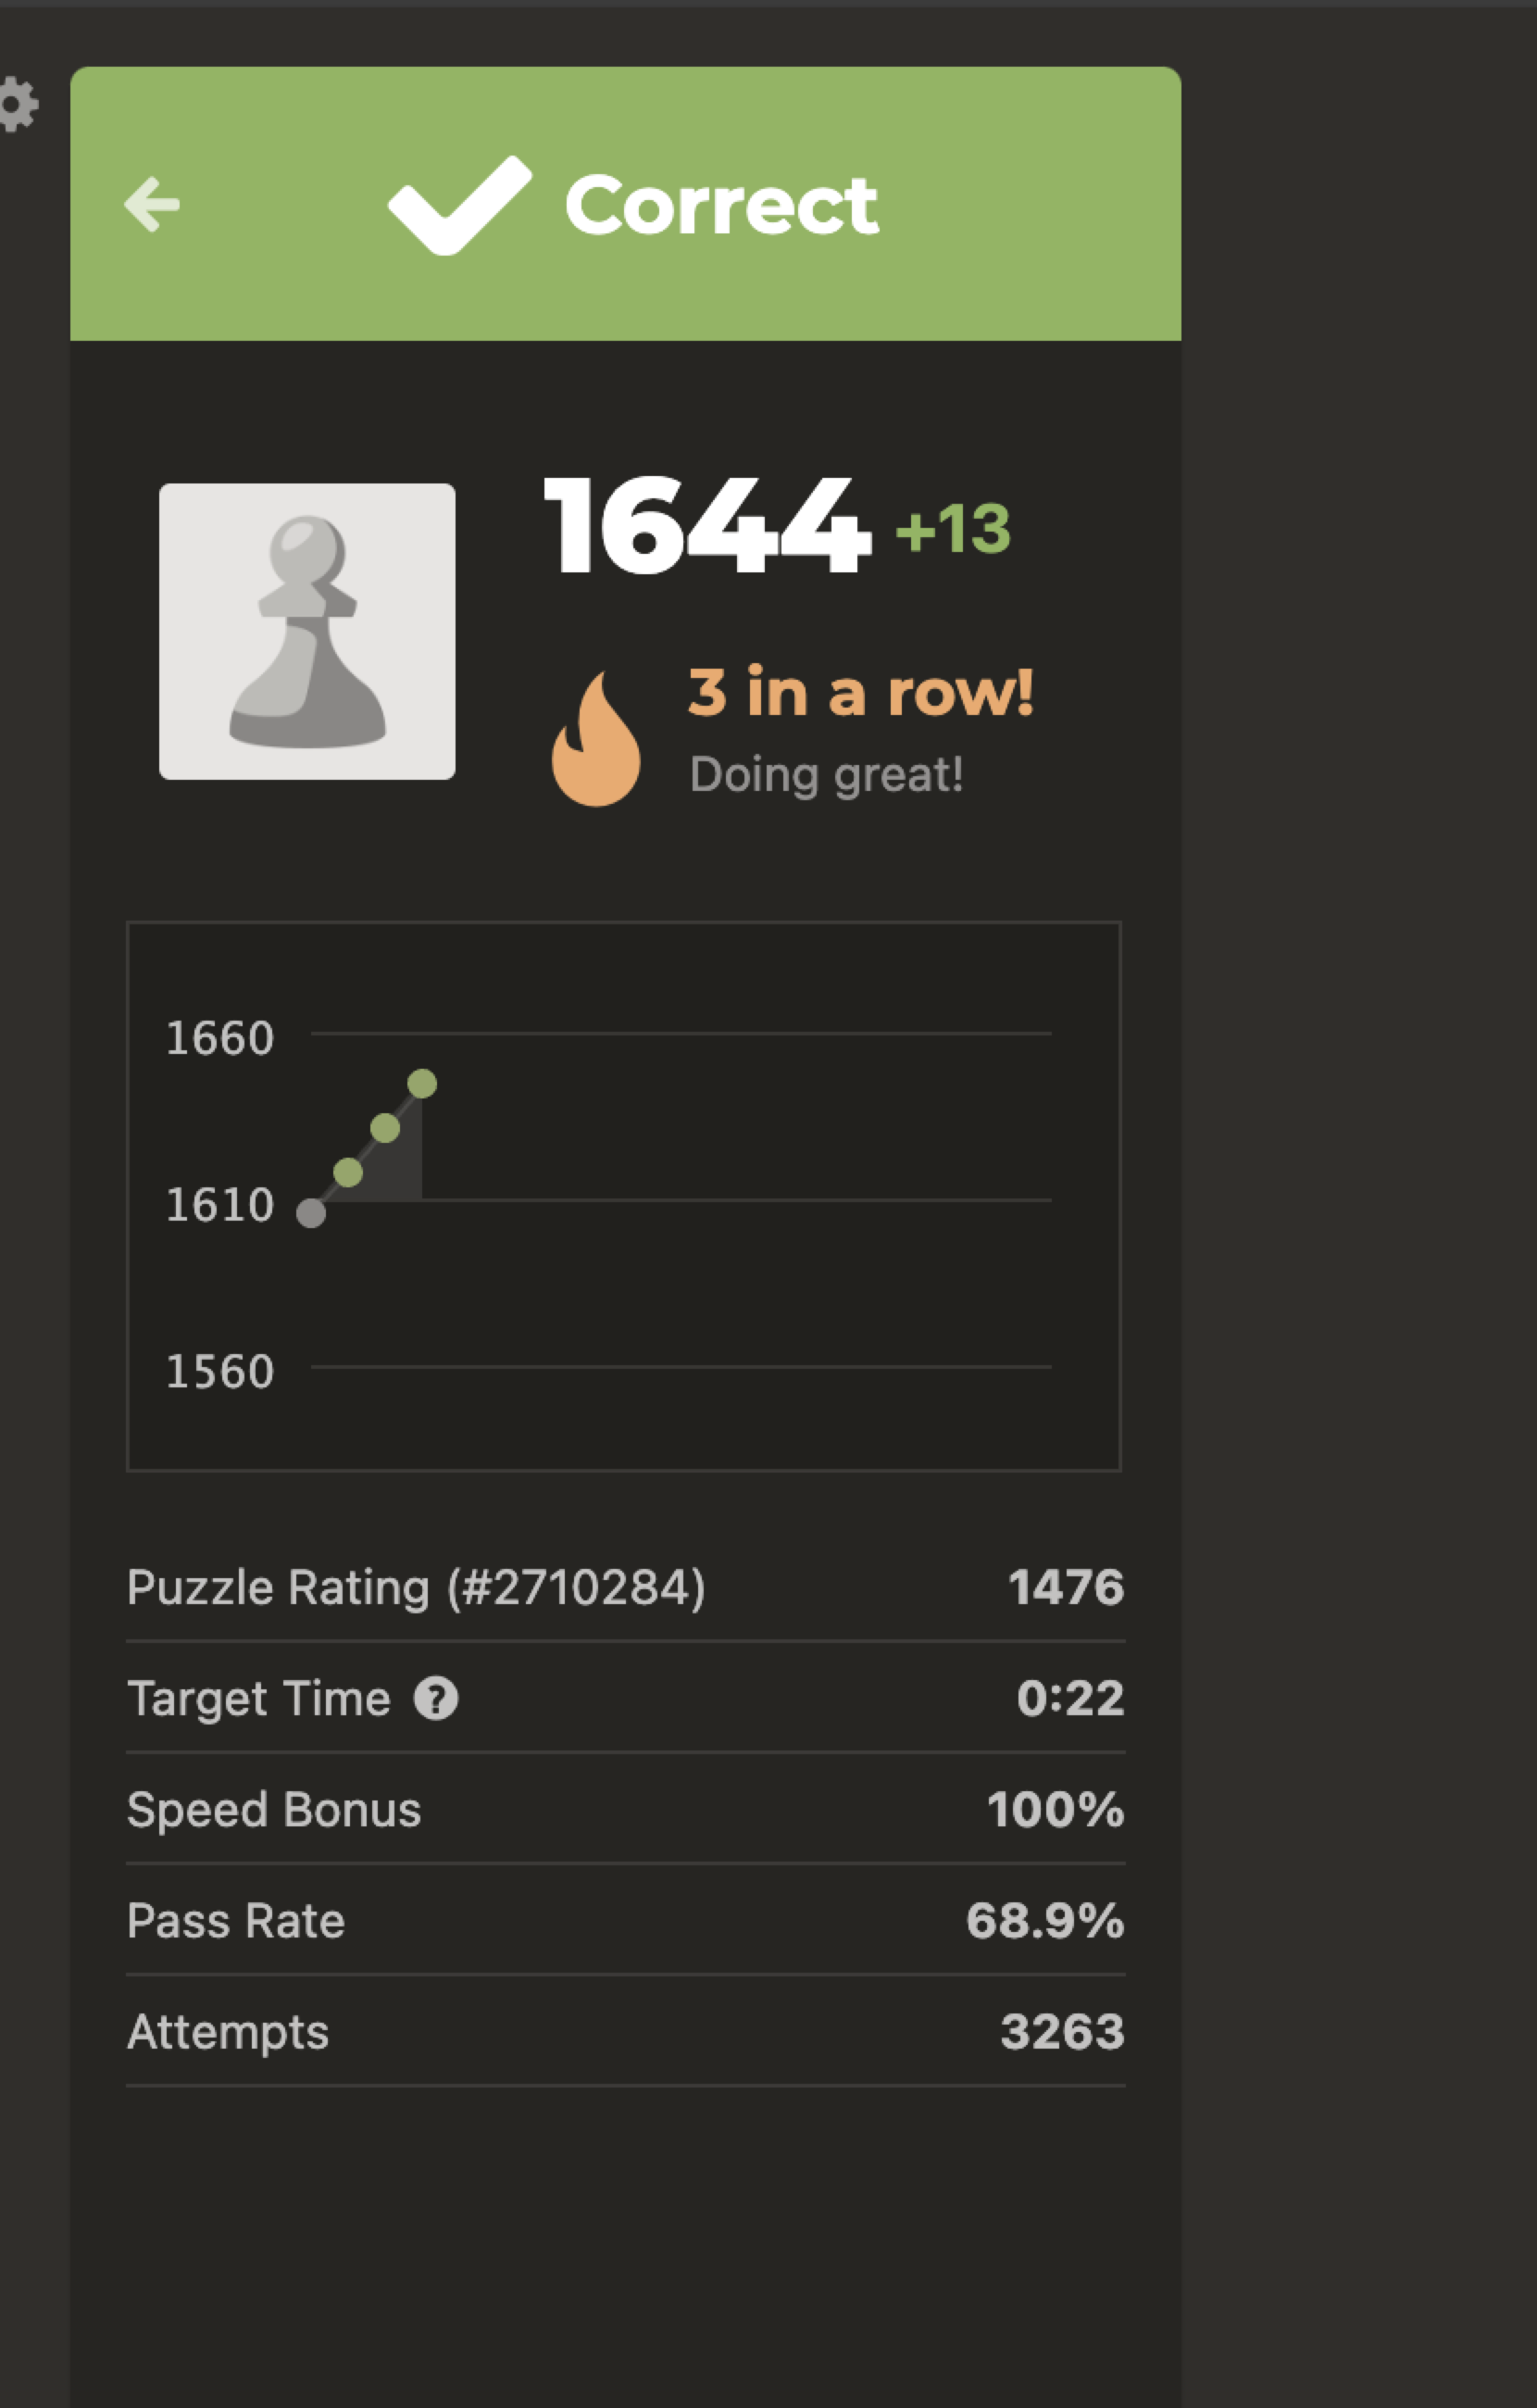 Correct
1644 +13
3 in a row!
Doing great!
1660
1610
1560
Puzzle Rating (#2710284) 1476
Target Time ? 0:22
Speed Bonus 100%
Pass Rate 68.9%
Attempts 3263